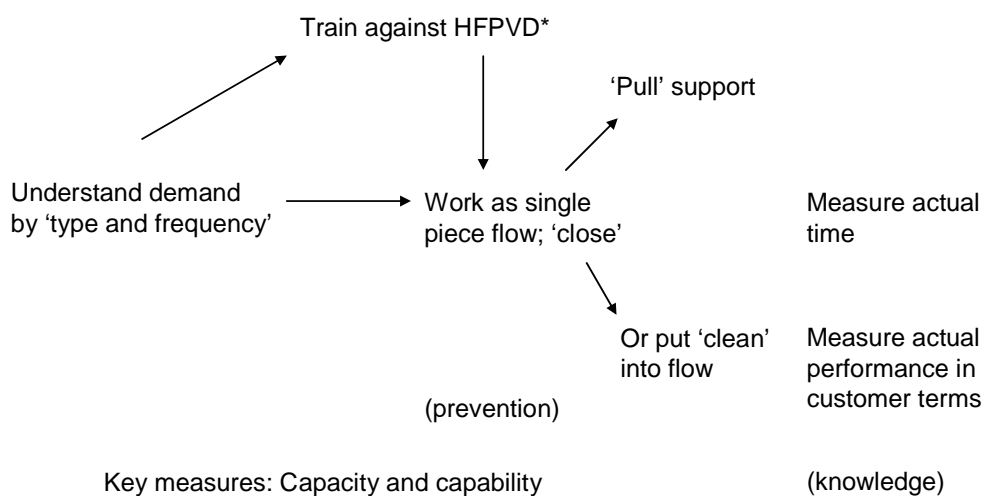 Train against HFPVD*
‘Pull’ support
Understand demand
by ‘type and frequency’
Work as single
piece flow; ‘close’
Measure actual
time
Or put ‘clean’
into flow
Measure actual
performance in
customer terms
(prevention)
Key measures: Capacity and capability
(knowledge)